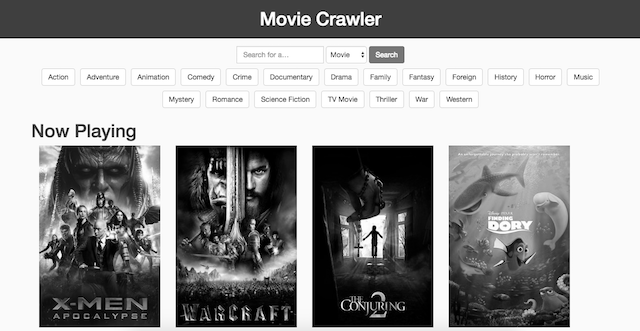 Movie Crawler
Search for a... Movie Search
Action Adventure Animation Comedy Crime Documentary Drama Family Fantasy Foreign History Horror Music
Mystery Romance Science Fiction TV Movie Thriller War Western
Now Playing
X-MEN
APOCALYPSE
WARCRAFT
THE CONJURING 2
DISNEY PIXAR
FINDING
DORY